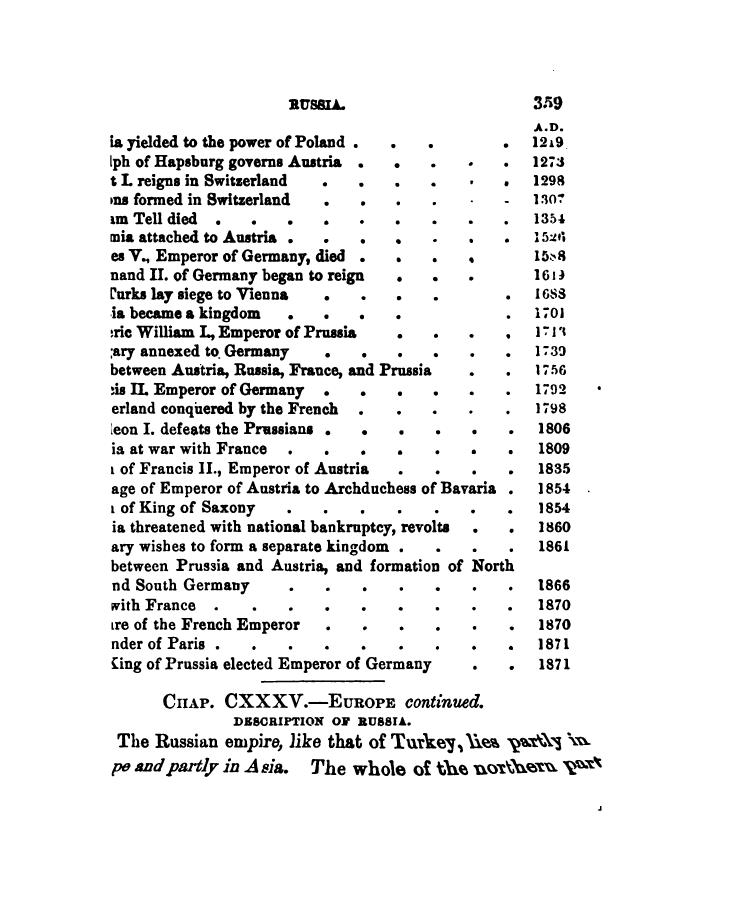 RUSSIA. 359
A.D.
ia yielded to the power of Poland . . . . 1219
lph of Hapsburg governs Austria . . . . . 1273
t I. reigns in Switzerland . . . . . . 1298
ns formed in Switzerland . . . . . - 1307
am Tell died . . . . . . . . . 1354
mia attached to Austria . . . . . . . 1526
es V., Emperor of Germany, died . . . . 1558
nand II. of Germany began to reign . . . 1619
Turks lay siege to Vienna . . . . . 1683
ia became a kingdom . . . . . 1701
eric William I., Emperor of Prussia . . . . 1713
gary annexed to Germany . . . . . . 1739
between Austria, Russia, France, and Prussia . . 1756
cis II. Emperor of Germany . . . . . . 1792
erland conquered by the French . . . . . 1798
leon I. defeats the Prussians . . . . . . 1806
ia at war with France . . . . . . . 1809
of Francis II., Emperor of Austria . . . . 1835
age of Emperor of Austria to Archduchess of Bavaria . 1854
of King of Saxony . . . . . . . 1854
ia threatened with national bankruptcy, revolts . . 1860
ary wishes to form a separate kingdom . . . . 1861
between Prussia and Austria, and formation of North
nd South Germany . . . . . . . 1866
with France . . . . . . . . . 1870
ure of the French Emperor . . . . . . 1870
nder of Paris . . . . . . . . . 1871
King of Prussia elected Emperor of Germany . . 1871
CHAP. CXXXV.—EUROPE continued.
DESCRIPTION OF RUSSIA.
The Russian empire, like that of Turkey, lies partly in
pe and partly in Asia. The whole of the northern part